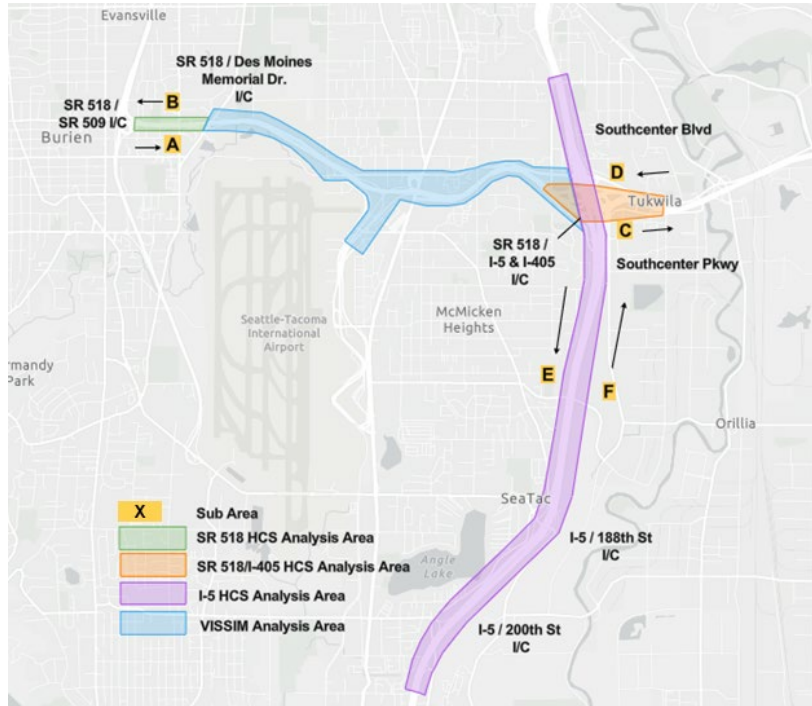 Evansville
SR 518 / Des Moines
Memorial Dr.
I/C
SR 518 /
SR 509 I/C
B
Burien
A
Southcenter Blvd
D
Tukwila
C
SR 518 /
I-5 & I-405
I/C
Southcenter Pkwy
Seattle-Tacoma
International
Airport
McMicken
Heights
rmandy
Park
E
F
Orillia
SeaTac
X
Sub Area
SR 518 HCS Analysis Area
SR 518/I-405 HCS Analysis Area
I-5 HCS Analysis Area
VISSIM Analysis Area
Angle
Lake
I-5 / 188th St
I/C
I-5 / 200th St
I/C